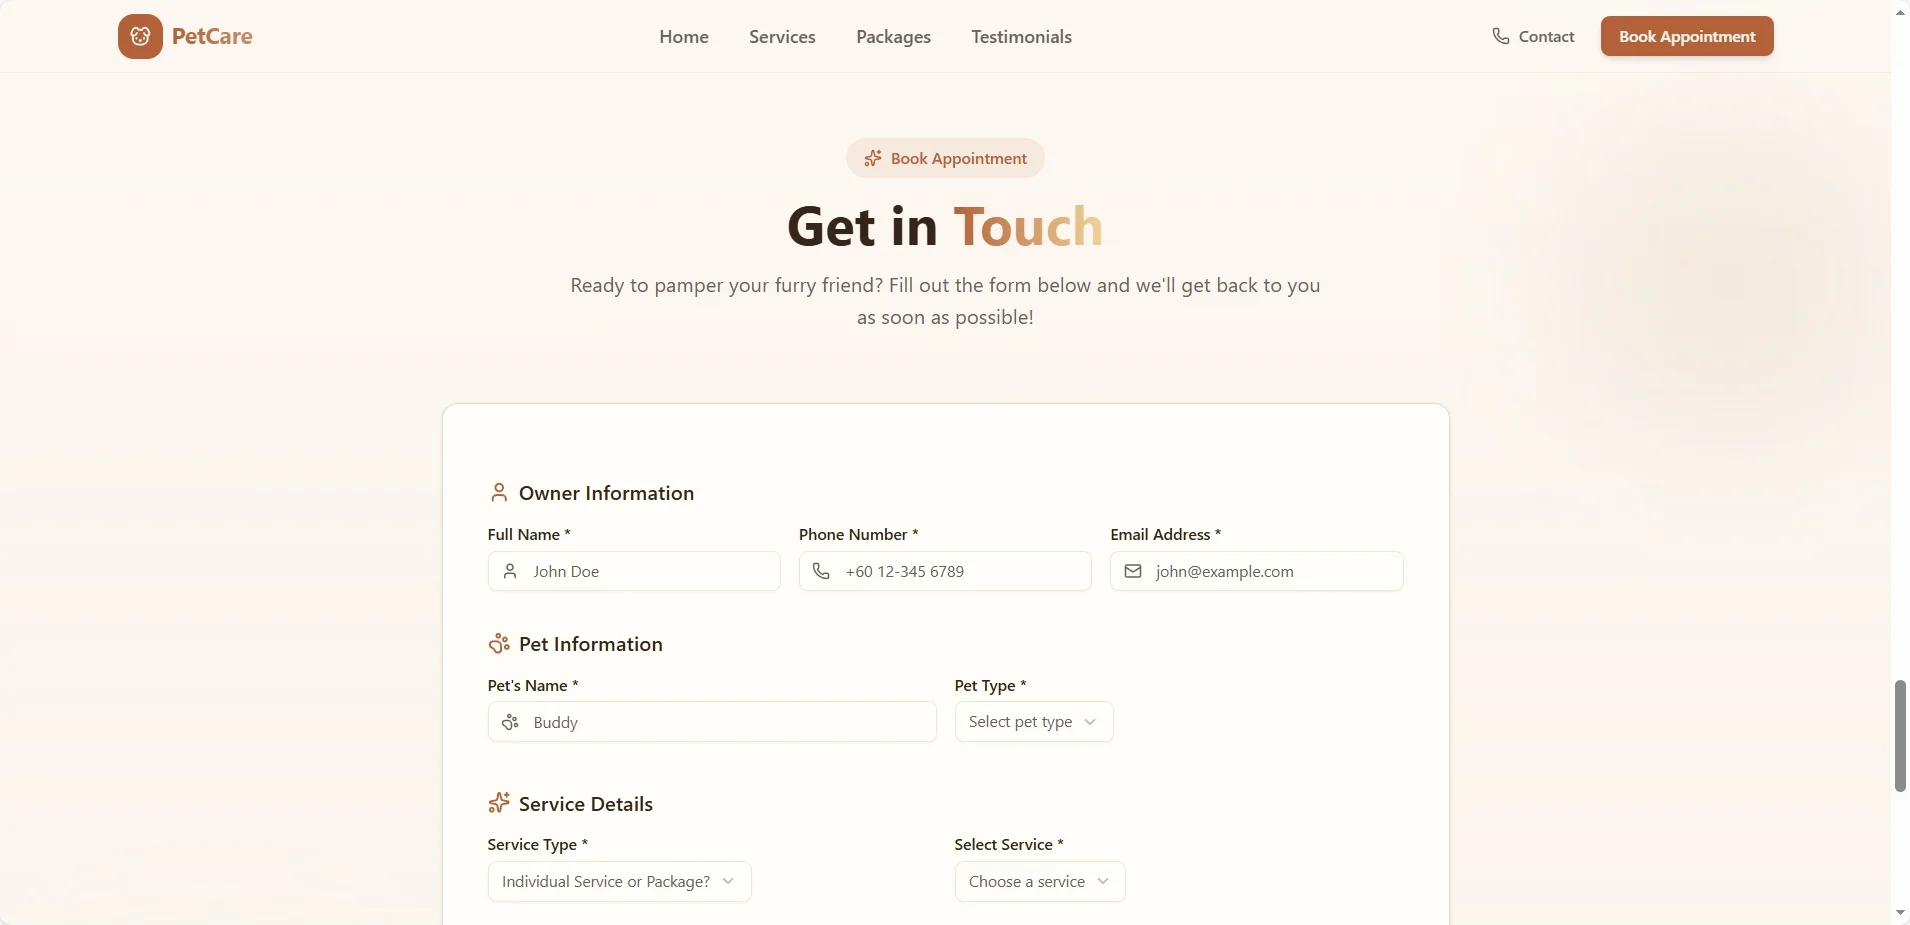 PetCare
Home
Services
Packages
Testimonials
Contact
Book Appointment
Book Appointment
Get in Touch
Ready to pamper your furry friend? Fill out the form below and we'll get back to you
as soon as possible!
Owner Information
Full Name *
Phone Number *
Email Address *
John Doe
+60 12-345 6789
john@example.com
Pet Information
Pet's Name *
Pet Type *
Buddy
Select pet type
Service Details
Service Type *
Select Service *
Individual Service or Package?
Choose a service